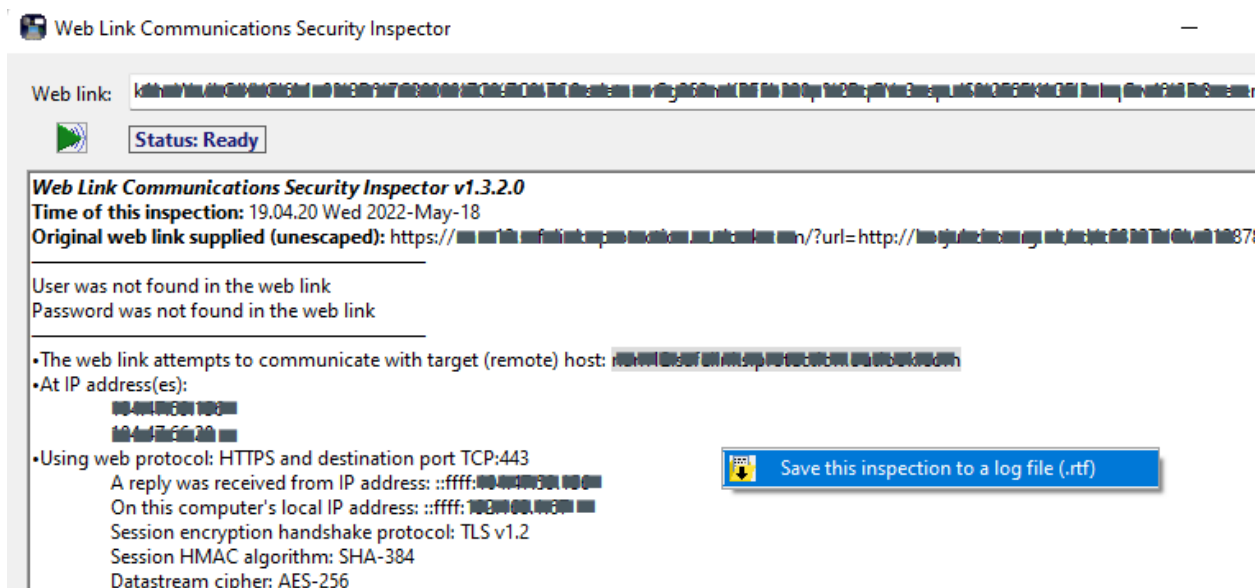 Web Link Communications Security Inspector
Web link:
Status: Ready
Web Link Communications Security Inspector v1.3.2.0
Time of this inspection: 19.04.20 Wed 2022-May-18
Original web link supplied (unescaped): https:// /?url=http://
User was not found in the web link
Password was not found in the web link
•The web link attempts to communicate with target (remote) host:
•At IP address(es):
•Using web protocol: HTTPS and destination port TCP:443
Save this inspection to a log file (.rtf)
A reply was received from IP address: ::ffff:
On this computer's local IP address: ::ffff:
Session encryption handshake protocol: TLS v1.2
Session HMAC algorithm: SHA-384
Datastream cipher: AES-256